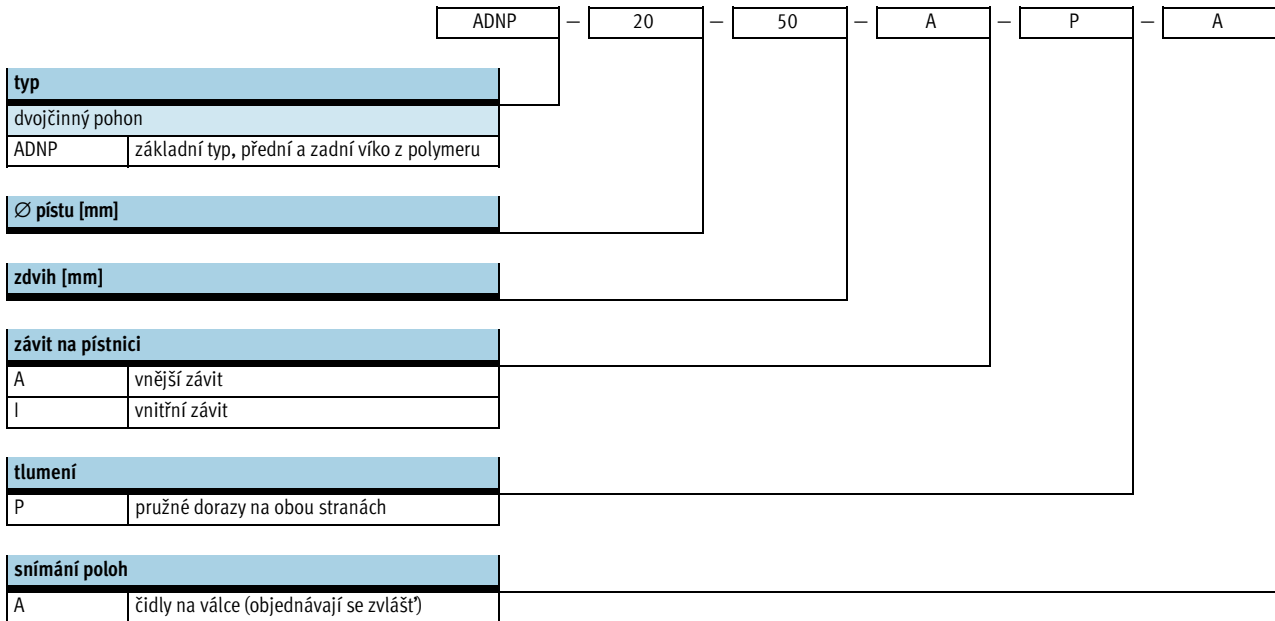 ADNP – 20 – 50 – A – P – A
typ
dvojčinný pohon
ADNP základní typ, přední a zadní víko z polymeru
∅ pístu [mm]
zdvih [mm]
závit na pístnici
A vnější závit
I vnitřní závit
tlumení
P pružné dorazy na obou stranách
snímání poloh
A čidly na válce (objednávají se zvlášť)